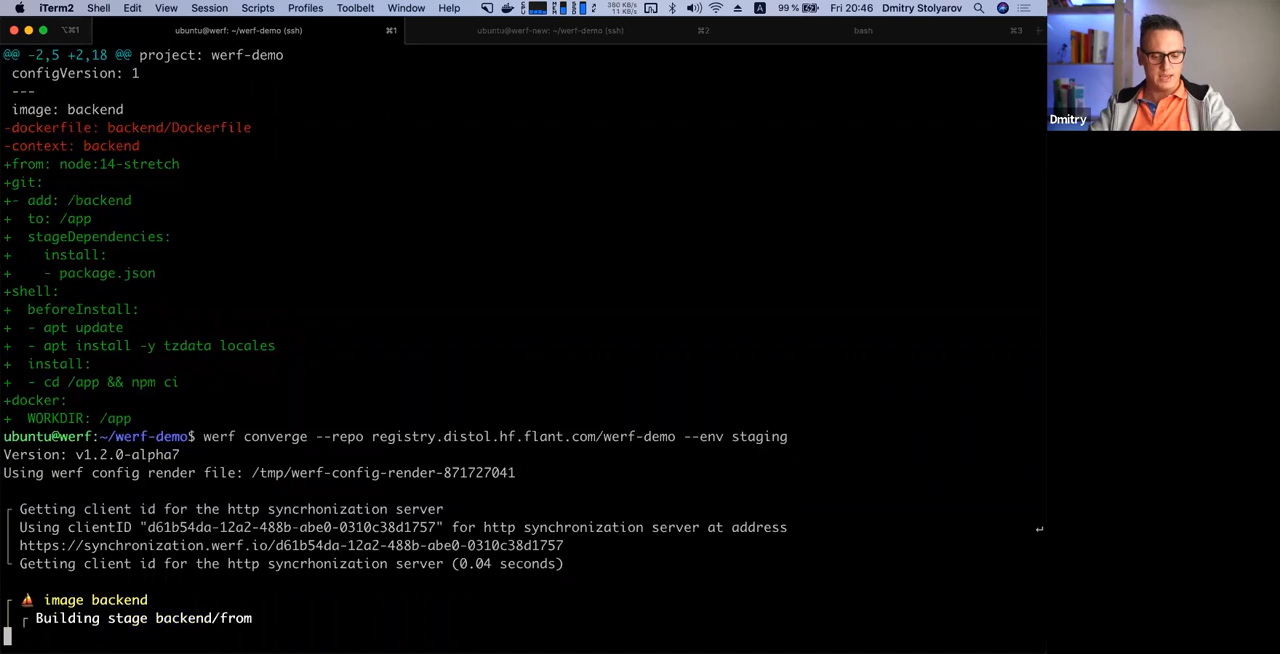 iTerm2 Shell Edit View Session Scripts Profiles Toolbelt Window Help 380 KB/s 11 KB/s A 99 % Fri 20:46 Dmitry Stolyarov
⌥⌘1 ubuntu@werf: ~/werf-demo (ssh) ⌘1 ubuntu@werf-new: ~/werf-demo (ssh) ⌘2 bash ⌘3 +
@@ -2,5 +2,18 @@ project: werf-demo
 configVersion: 1
 ---
 image: backend
-dockerfile: backend/Dockerfile
-context: backend
+from: node:14-stretch
+git:
+- add: /backend
+  to: /app
+  stageDependencies:
+    install:
+    - package.json
+shell:
+  beforeInstall:
+  - apt update
+  - apt install -y tzdata locales
+  install:
+  - cd /app && npm ci
+docker:
+  WORKDIR: /app
ubuntu@werf:~/werf-demo$ werf converge --repo registry.distol.hf.flant.com/werf-demo --env staging
Version: v1.2.0-alpha7
Using werf config render file: /tmp/werf-config-render-871727041
Getting client id for the http syncrhonization server
Using clientID "d61b54da-12a2-488b-abe0-0310c38d1757" for http synchronization server at address
https://synchronization.werf.io/d61b54da-12a2-488b-abe0-0310c38d1757
Getting client id for the http syncrhonization server (0.04 seconds)
image backend
Building stage backend/from
Dmitry